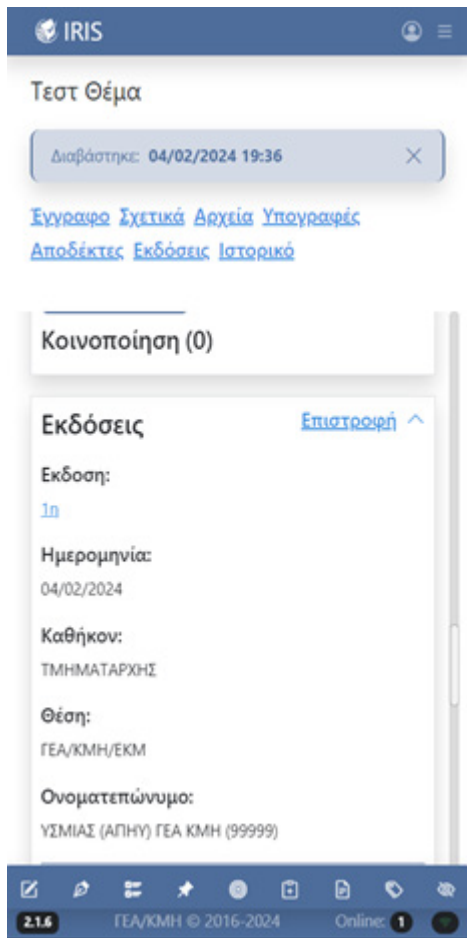 IRIS
Τεστ Θέμα
Διαβάστηκε: 04/02/2024 19:36
Έγγραφο Σχετικά Αρχεία Υπογραφές
Αποδέκτες Εκδόσεις Ιστορικό
Κοινοποίηση (0)
Εκδόσεις Επιστροφή
Εκδοση:
1η
Ημερομηνία:
04/02/2024
Καθήκον:
ΤΜΗΜΑΤΑΡΧΗΣ
Θέση:
ΓΕΑ/ΚΜΗ/ΕΚΜ
Ονοματεπώνυμο:
ΥΣΜΙΑΣ (ΑΠΗΥ) ΓΕΑ ΚΜΗ (99999)
2.1.6 ΓΕΑ/ΚΜΗ © 2016-2024 Online: 1